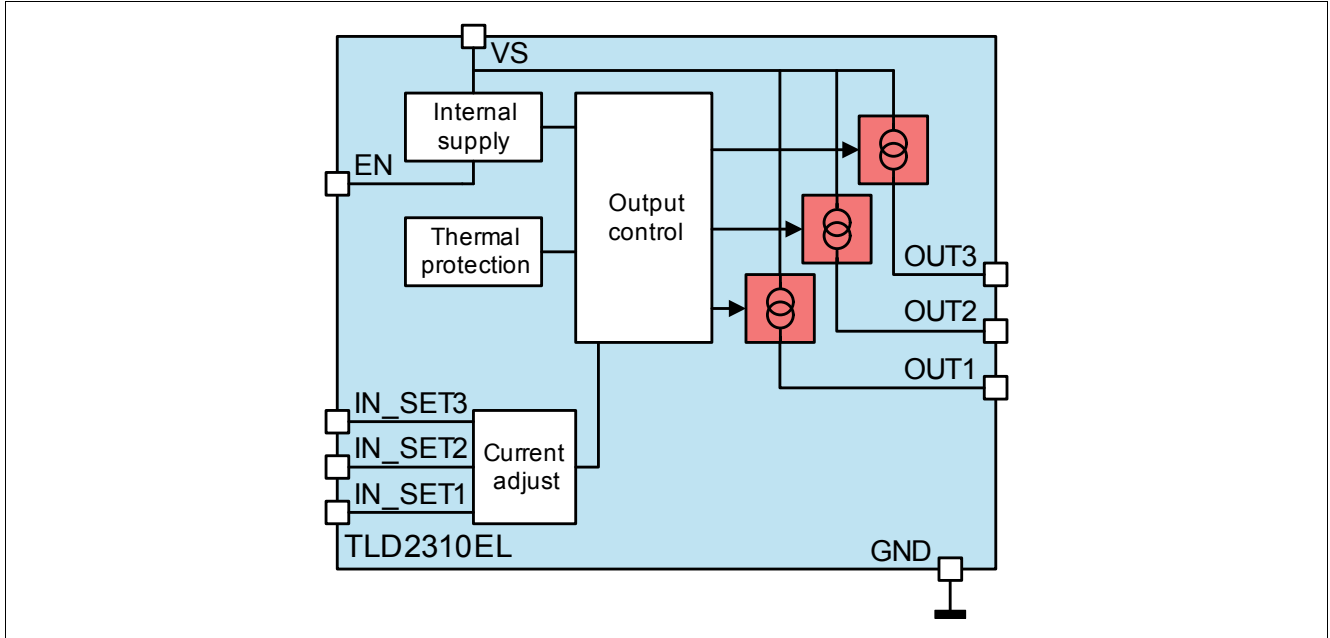 VS
Internal
supply
EN
Output
control
Thermal
protection
OUT3
OUT2
OUT1
IN_SET3
IN_SET2
IN_SET1
Current
adjust
TLD2310EL
GND